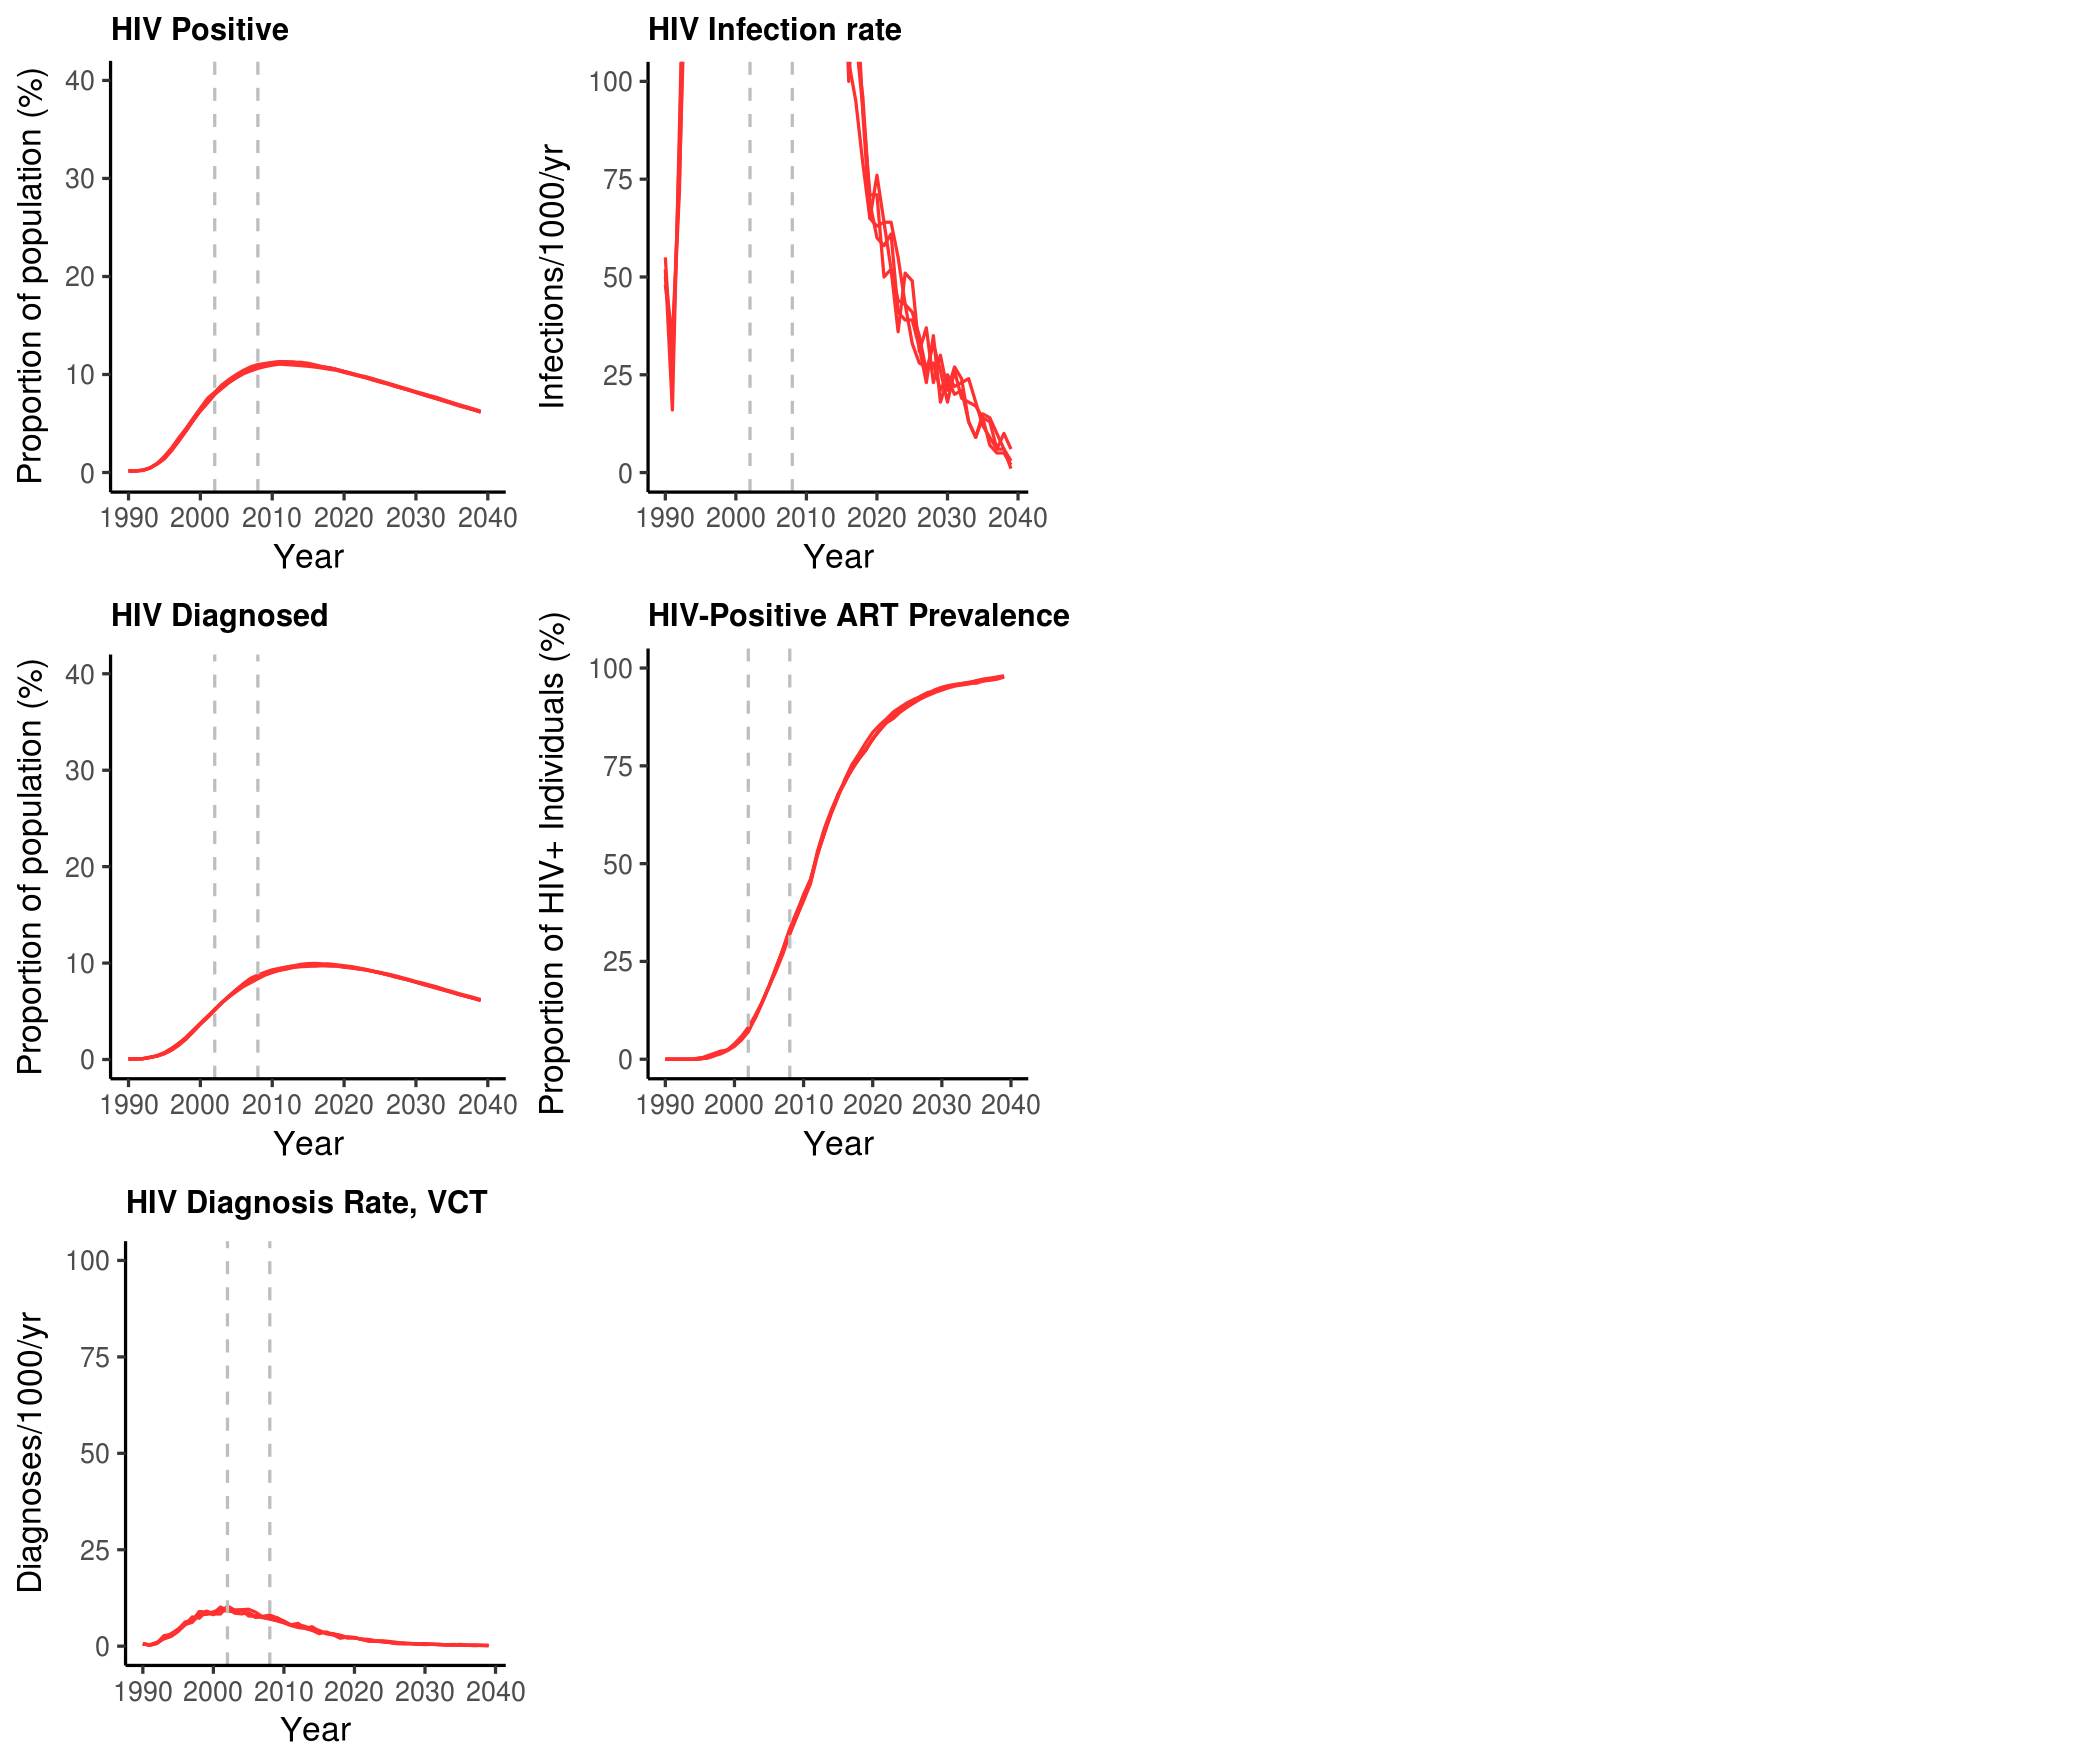 HIV Positive
Proportion of population (%)
40
30
20
10
0
1990 2000 2010 2020 2030 2040
Year
HIV Infection rate
Infections/1000/yr
100
75
50
25
0
1990 2000 2010 2020 2030 2040
Year
HIV Diagnosed
Proportion of population (%)
40
30
20
10
0
1990 2000 2010 2020 2030 2040
Year
HIV-Positive ART Prevalence
Proportion of HIV+ Individuals (%)
100
75
50
25
0
1990 2000 2010 2020 2030 2040
Year
HIV Diagnosis Rate, VCT
Diagnoses/1000/yr
100
75
50
25
0
1990 2000 2010 2020 2030 2040
Year